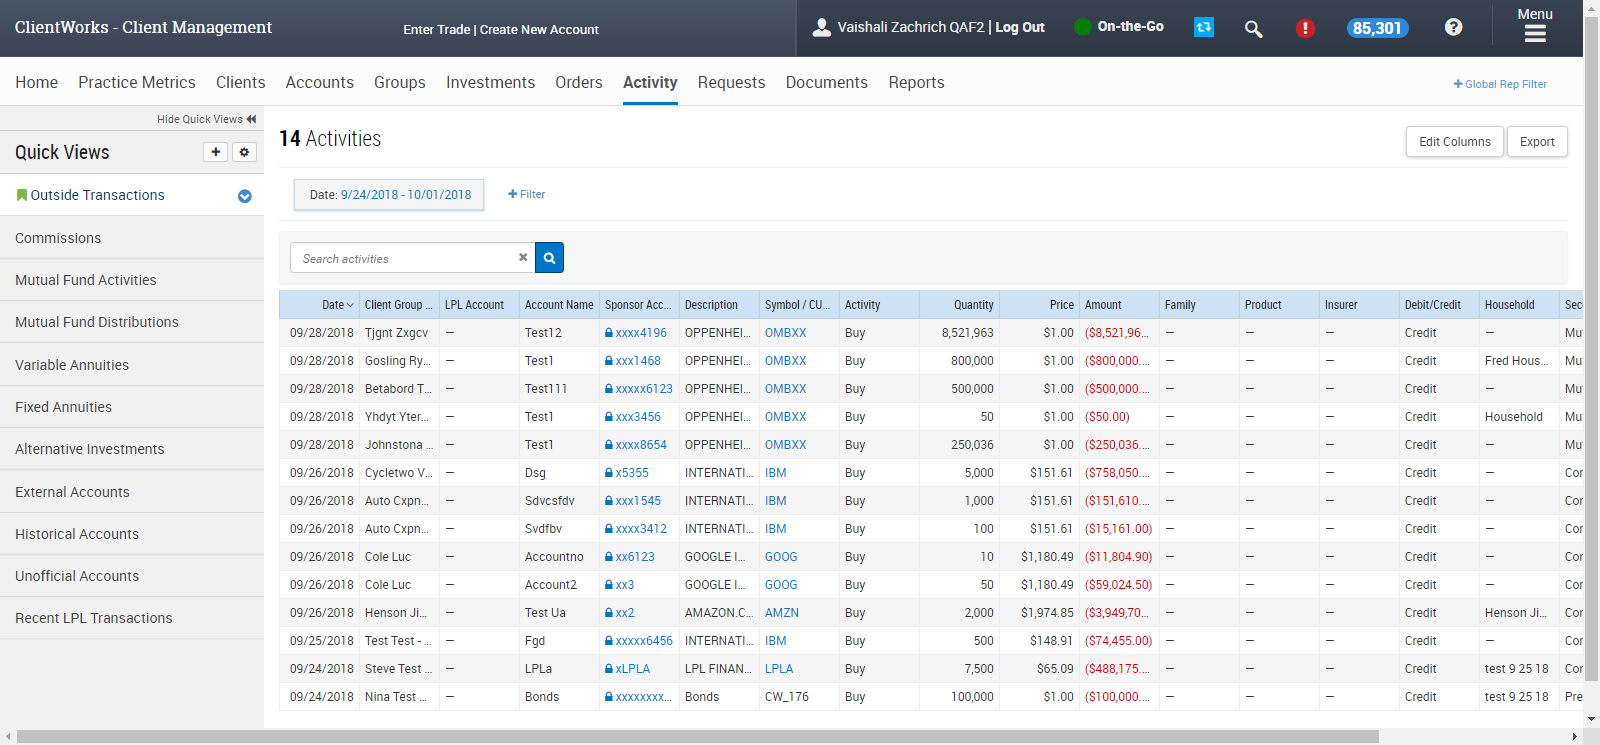 ClientWorks - Client Management
Enter Trade | Create New Account
Vaishali Zachrich QAF2 | Log Out
On-the-Go
85,301
Menu
Home Practice Metrics Clients Accounts Groups Investments Orders Activity Requests Documents Reports
Global Rep Filter
Hide Quick Views
Quick Views
Outside Transactions
Commissions
Mutual Fund Activities
Mutual Fund Distributions
Variable Annuities
Fixed Annuities
Alternative Investments
External Accounts
Historical Accounts
Unofficial Accounts
Recent LPL Transactions
14 Activities
Edit Columns Export
Date: 9/24/2018 - 10/01/2018
Filter
Search activities
Date Client Group ... LPL Account Account Name Sponsor Acc... Description Symbol / CU... Activity Quantity Price Amount Family Product Insurer Debit/Credit Household Sec
09/28/2018 Tjgnt Zxgcv — Test12 xxxx4196 OPPENHEI... OMBXX Buy 8,521,963 $1.00 ($8,521,96... — — — Credit — Mu
09/28/2018 Gosling Ry... — Test1 xxx1468 OPPENHEI... OMBXX Buy 800,000 $1.00 ($800,000.... — — — Credit Fred Hous... Mu
09/28/2018 Betabord T... — Test111 xxxxx6123 OPPENHEI... OMBXX Buy 500,000 $1.00 ($500,000.... — — — Credit — Mu
09/28/2018 Yhdyt Yter... — Test1 xxx3456 OPPENHEI... OMBXX Buy 50 $1.00 ($50.00) — — — Credit Household Mu
09/28/2018 Johnstona ... — Test1 xxxx8654 OPPENHEI... OMBXX Buy 250,036 $1.00 ($250,036.... — — — Credit — Mu
09/26/2018 Cycletwo V... — Dsg x5355 INTERNATI... IBM Buy 5,000 $151.61 ($758,050.... — — — Credit — Cor
09/26/2018 Auto Cxpn... — Sdvcsfdv xxx1545 INTERNATI... IBM Buy 1,000 $151.61 ($151,610.... — — — Credit — Cor
09/26/2018 Auto Cxpn... — Svdfbv xxxx3412 INTERNATI... IBM Buy 100 $151.61 ($15,161.00) — — — Credit — Cor
09/26/2018 Cole Luc — Accountno xx6123 GOOGLE I... GOOG Buy 10 $1,180.49 ($11,804.90) — — — Credit — Cor
09/26/2018 Cole Luc — Account2 xx3 GOOGLE I... GOOG Buy 50 $1,180.49 ($59,024.50) — — — Credit — Cor
09/26/2018 Henson Ji... — Test Ua xx2 AMAZON.C... AMZN Buy 2,000 $1,974.85 ($3,949,70... — — — Credit Henson Ji... Cor
09/25/2018 Test Test - ... — Fgd xxxxx6456 INTERNATI... IBM Buy 500 $148.91 ($74,455.00) — — — Credit — Cor
09/24/2018 Steve Test ... — LPLa xLPLA LPL FINAN... LPLA Buy 7,500 $65.09 ($488,175.... — — — Credit test 9 25 18 Cor
09/24/2018 Nina Test ... — Bonds xxxxxxxx... Bonds CW_176 Buy 100,000 $1.00 ($100,000.... — — — Credit test 9 25 18 Pre